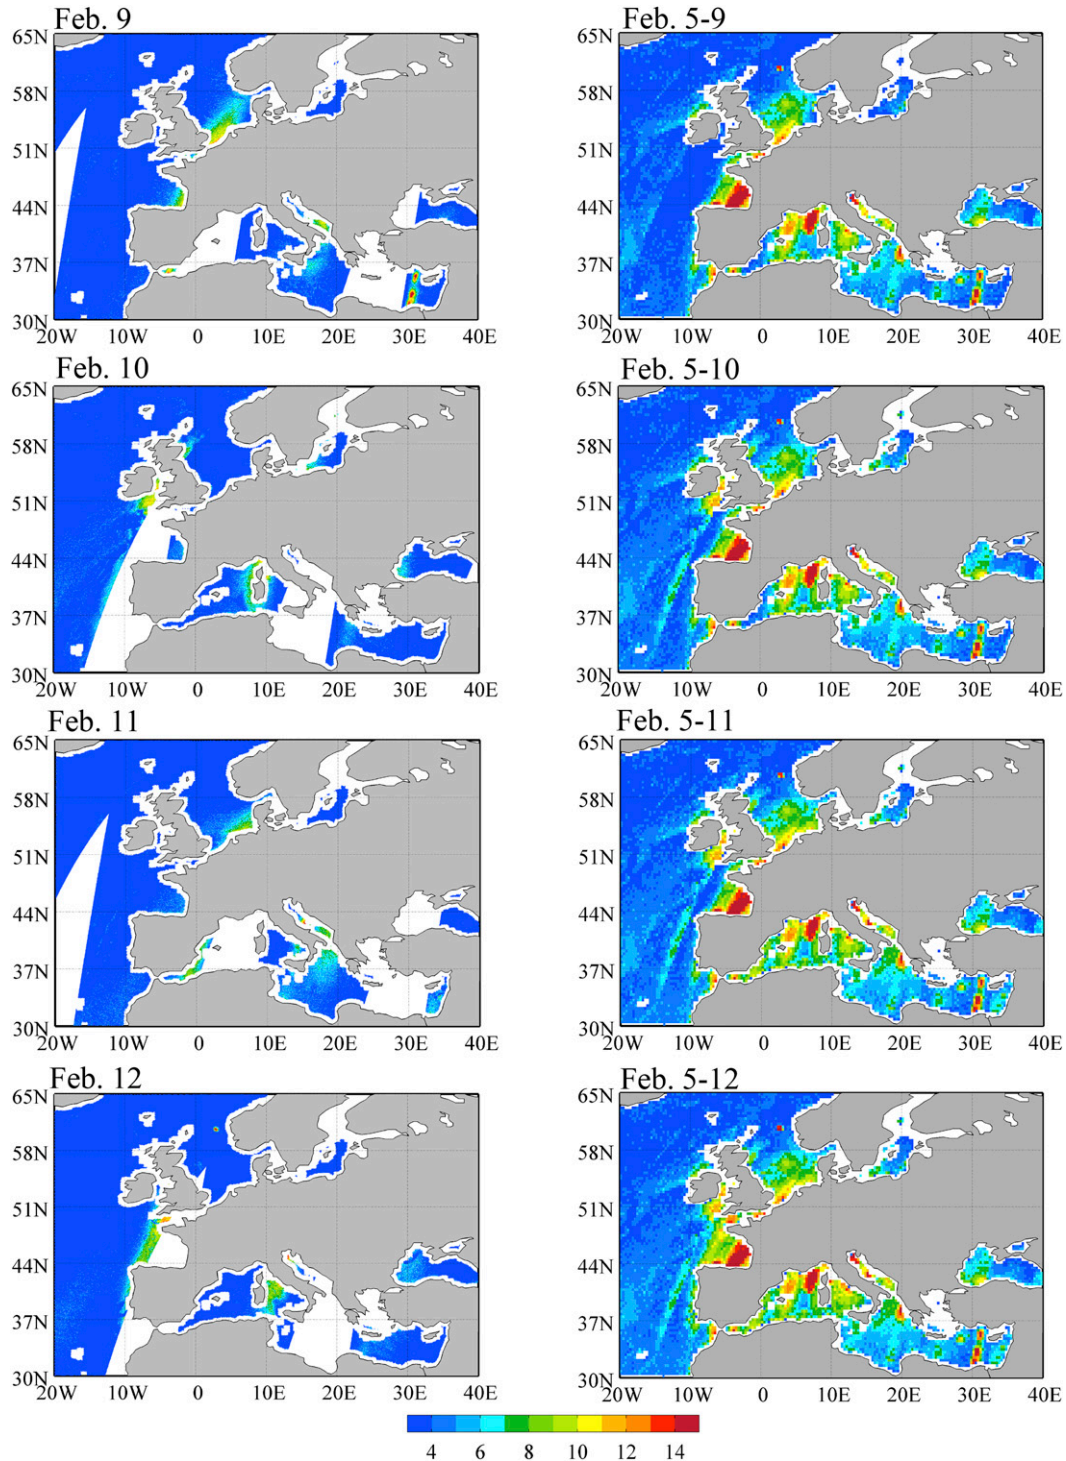 Feb. 9
Feb. 5-9
65N
58N
51N
44N
37N
30N
20W 10W 0 10E 20E 30E 40E
65N
58N
51N
44N
37N
30N
20W 10W 0 10E 20E 30E 40E
Feb. 10
Feb. 5-10
65N
58N
51N
44N
37N
30N
20W 10W 0 10E 20E 30E 40E
65N
58N
51N
44N
37N
30N
20W 10W 0 10E 20E 30E 40E
Feb. 11
Feb. 5-11
65N
58N
51N
44N
37N
30N
20W 10W 0 10E 20E 30E 40E
65N
58N
51N
44N
37N
30N
20W 10W 0 10E 20E 30E 40E
Feb. 12
Feb. 5-12
65N
58N
51N
44N
37N
30N
20W 10W 0 10E 20E 30E 40E
65N
58N
51N
44N
37N
30N
20W 10W 0 10E 20E 30E 40E
4 6 8 10 12 14